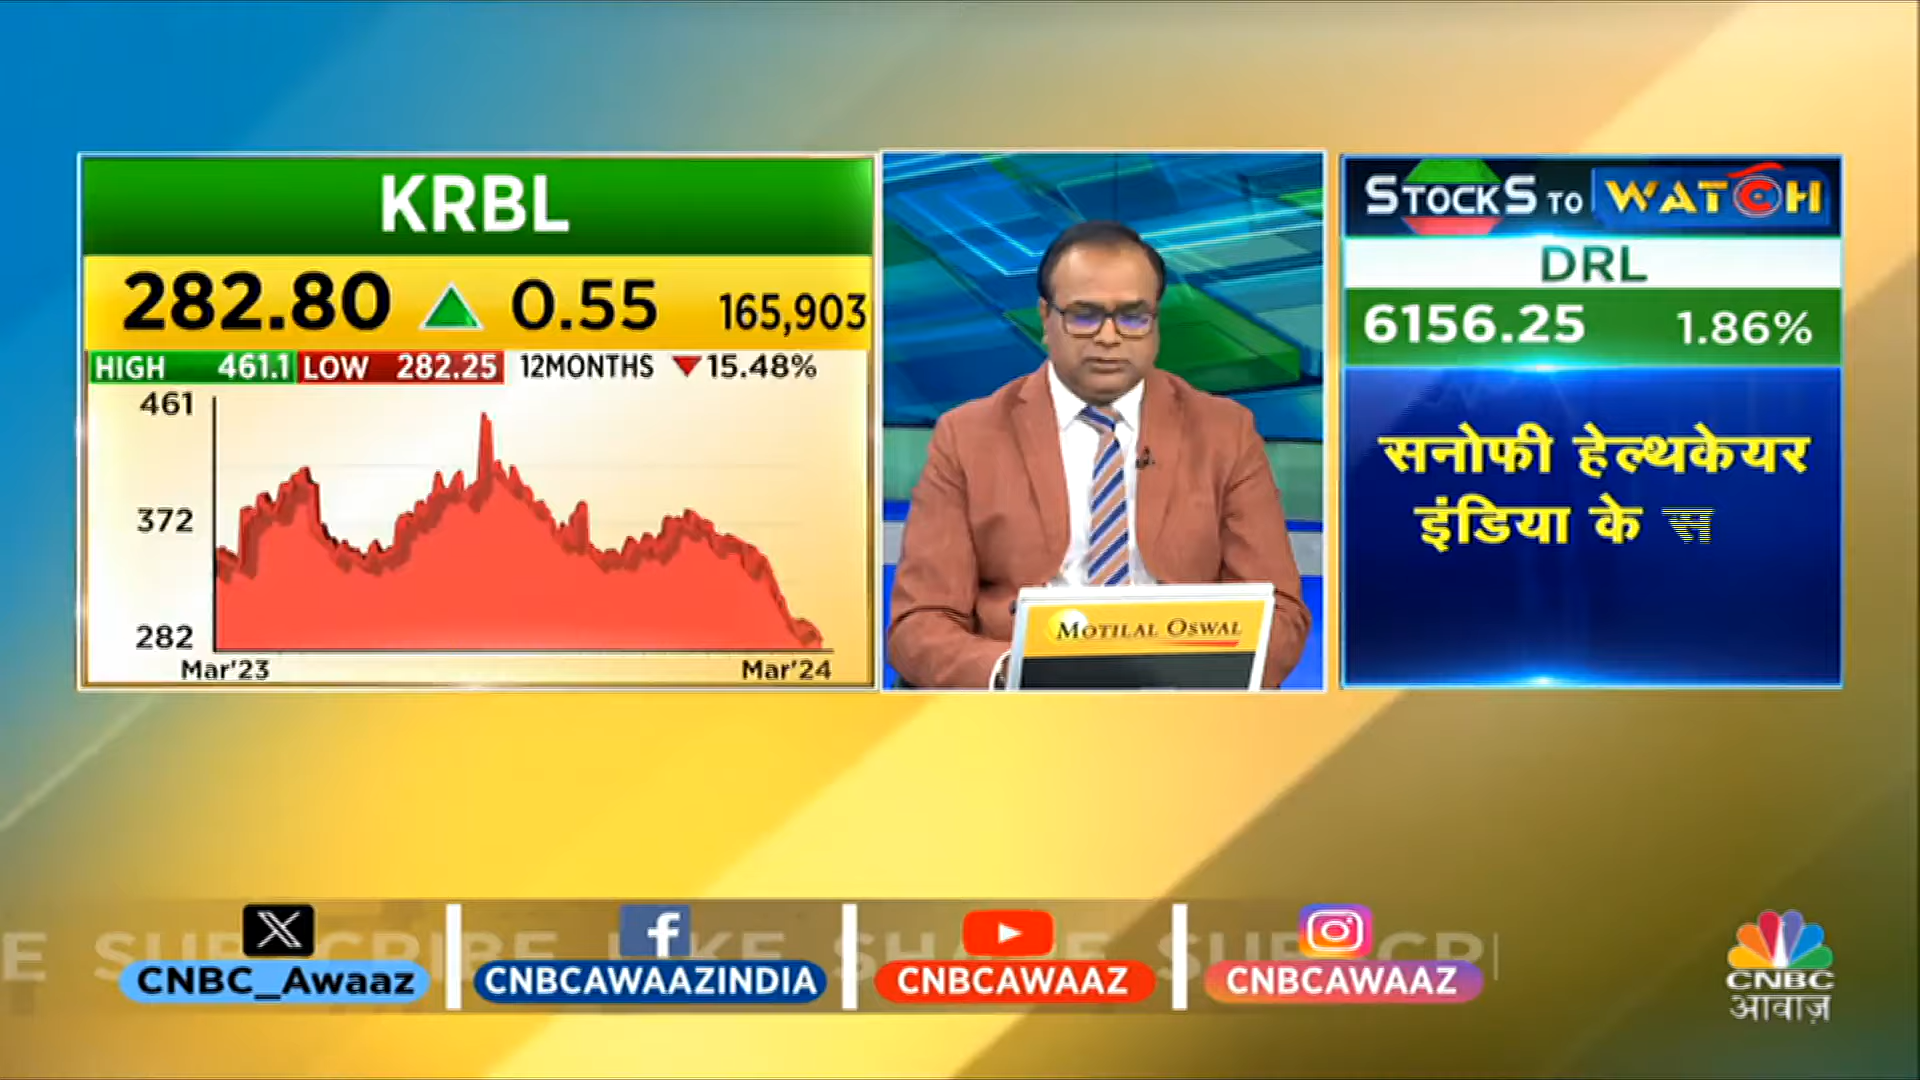 KRBL
282.80 ▲ 0.55 165,903
HIGH 461.1 LOW 282.25 12MONTHS ▼ 15.48%
461
372
282
Mar'23 Mar'24
MOTILAL OSWAL
STOCKS TO WATCH
DRL
6156.25 1.86%
सनोफी हेल्थकेयर
इंडिया के स
CNBC_Awaaz
CNBCAWAAZINDIA
CNBCAWAAZ
CNBCAWAAZ
CNBC
आवाज़